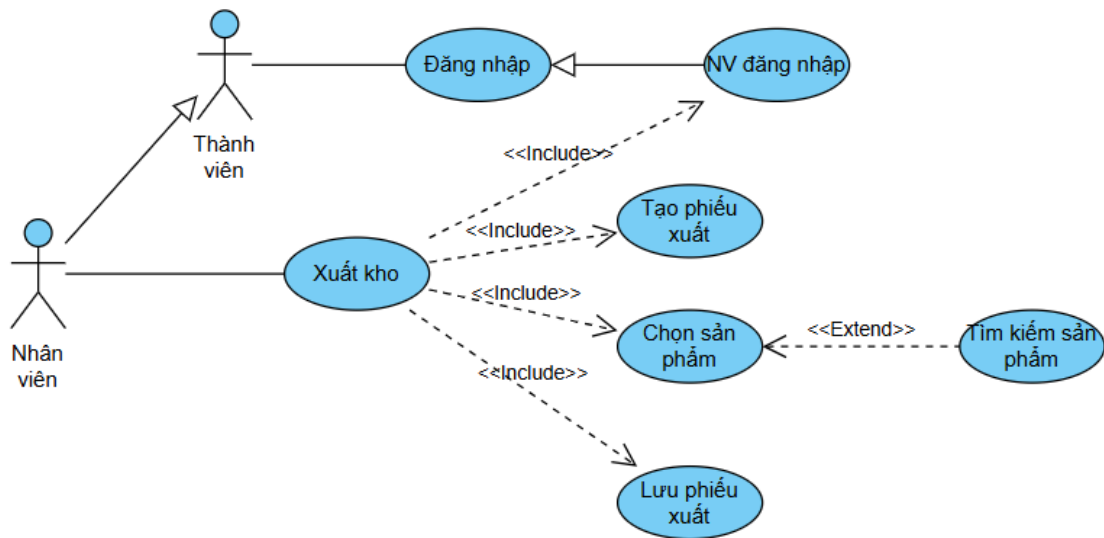 Đăng nhập
NV đăng nhập
Thành
viên
<<Include>>
Tạo phiếu
xuất
<<Include>>
Xuất kho
<<Include>>
Chọn sản
phẩm
<<Extend>>
Tìm kiếm sản
phẩm
Nhân
viên
<<Include>>
Lưu phiếu
xuất